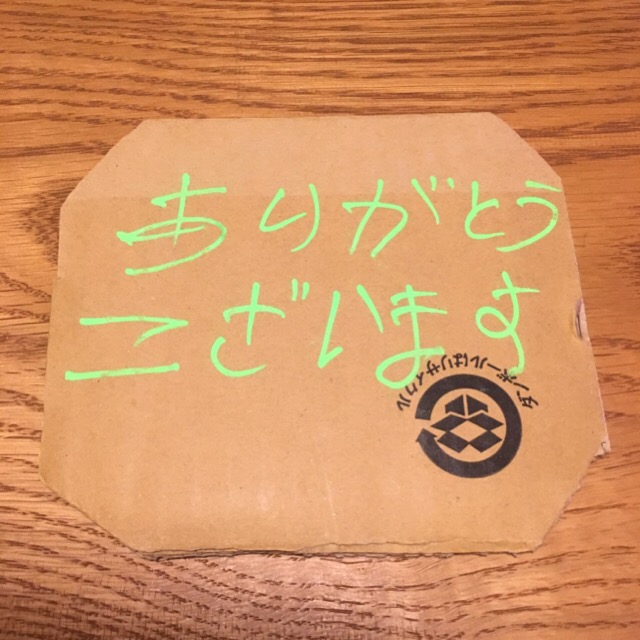 ありがとう
ございます
ダンボールはリサイクル